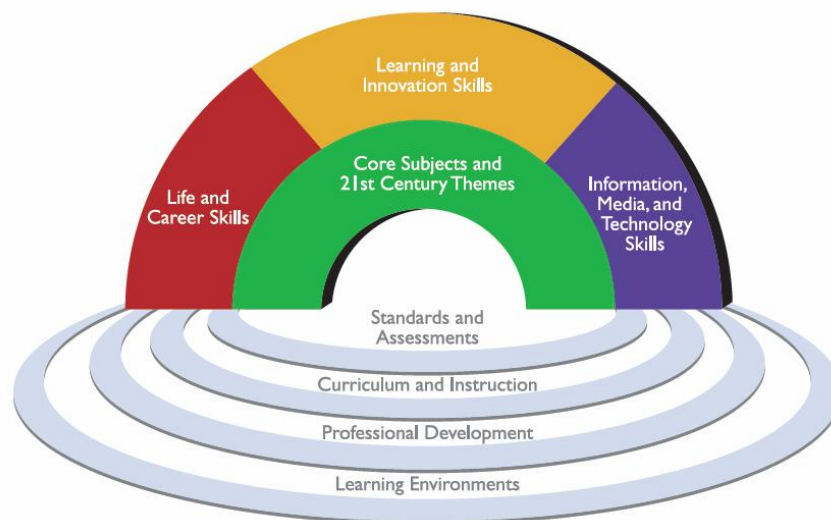 Learning and
Innovation Skills
Core Subjects and
21st Century Themes
Life and
Career Skills
Information,
Media, and
Technology
Skills
Standards and
Assessments
Curriculum and Instruction
Professional Development
Learning Environments